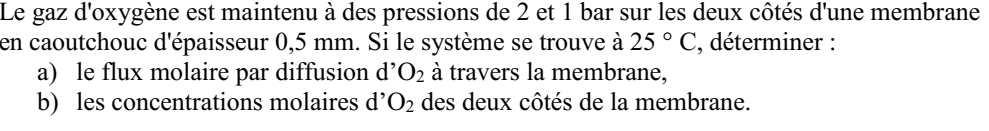 Le gaz d'oxygène est maintenu à des pressions de 2 et 1 bar sur les deux côtés d'une membrane
en caoutchouc d'épaisseur 0,5 mm. Si le système se trouve à 25 ° C, déterminer :
a) le flux molaire par diffusion d’O₂ à travers la membrane,
b) les concentrations molaires d’O₂ des deux côtés de la membrane.